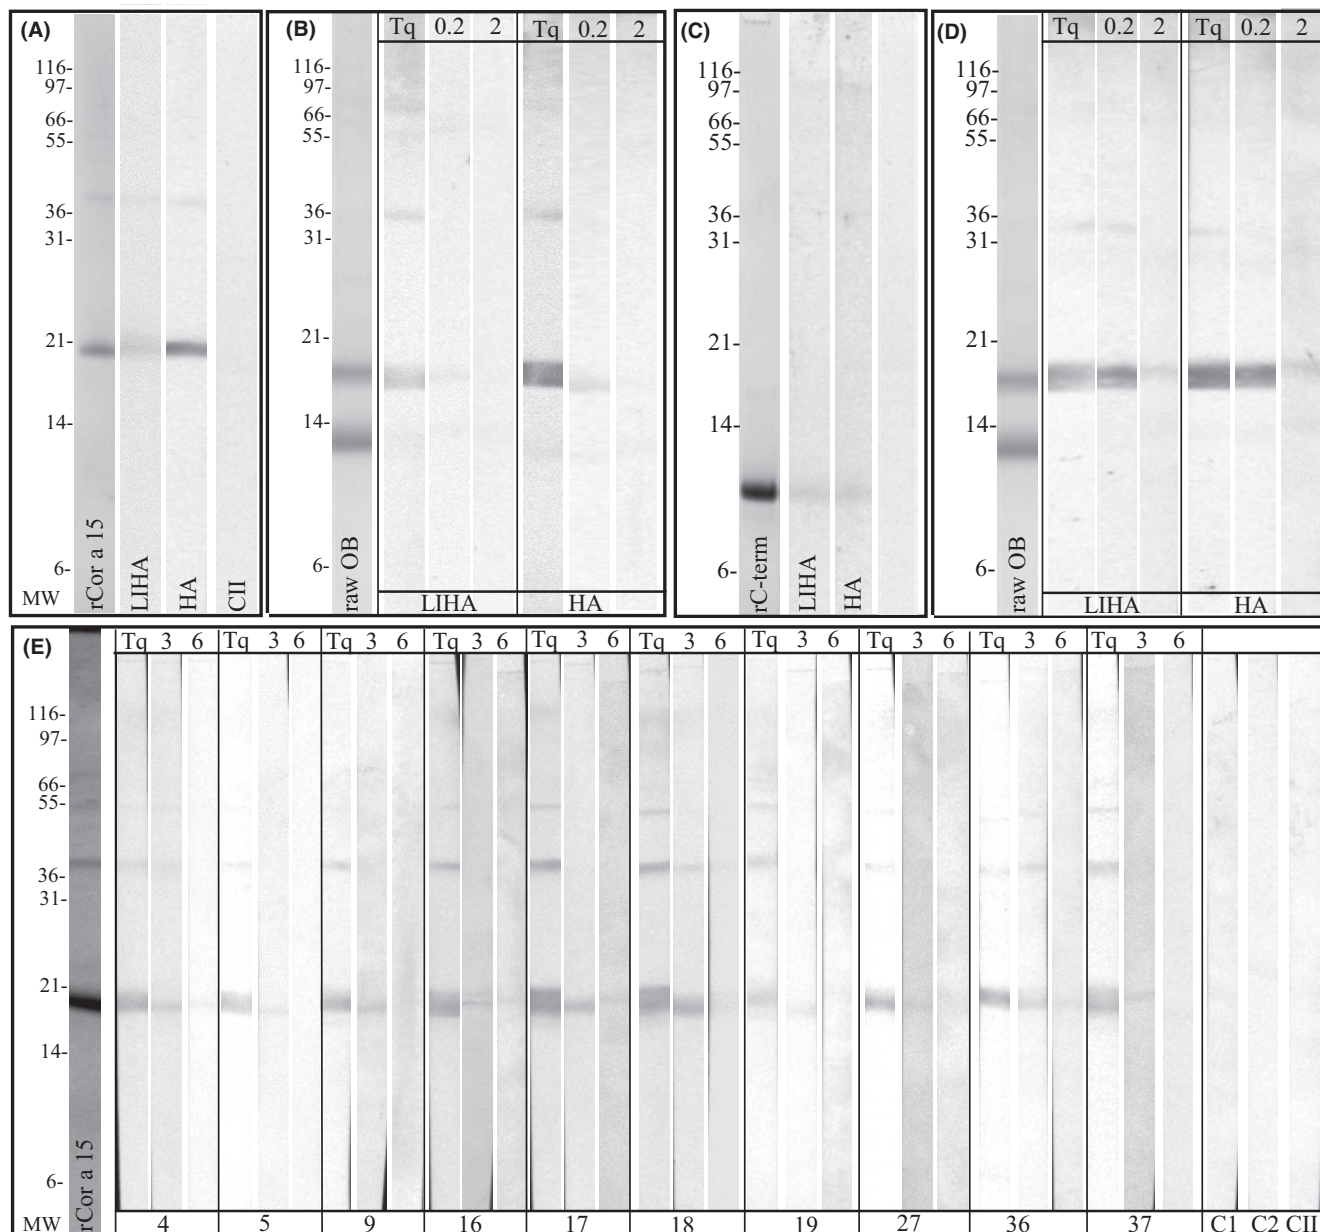 (A)
116-
97-
66-
55-
36-
31-
21-
14-
6-
MW
rCor a 15
LIHA
HA
CII
(B)
Tq 0.2 2 Tq 0.2 2
116-
97-
66-
55-
36-
31-
21-
14-
6-
raw OB
LIHA HA
(C)
116-
97-
66-
55-
36-
31-
21-
14-
6-
rC-term
LIHA
HA
(D)
Tq 0.2 2 Tq 0.2 2
116-
97-
66-
55-
36-
31-
21-
14-
6-
raw OB
LIHA HA
(E)
Tq 3 6 Tq 3 6 Tq 3 6 Tq 3 6 Tq 3 6 Tq 3 6 Tq 3 6 Tq 3 6 Tq 3 6 Tq 3 6
116-
97-
66-
55-
36-
31-
21-
14-
6-
rCor a 15
MW 4 5 9 16 17 18 19 27 36 37 C1 C2 CII